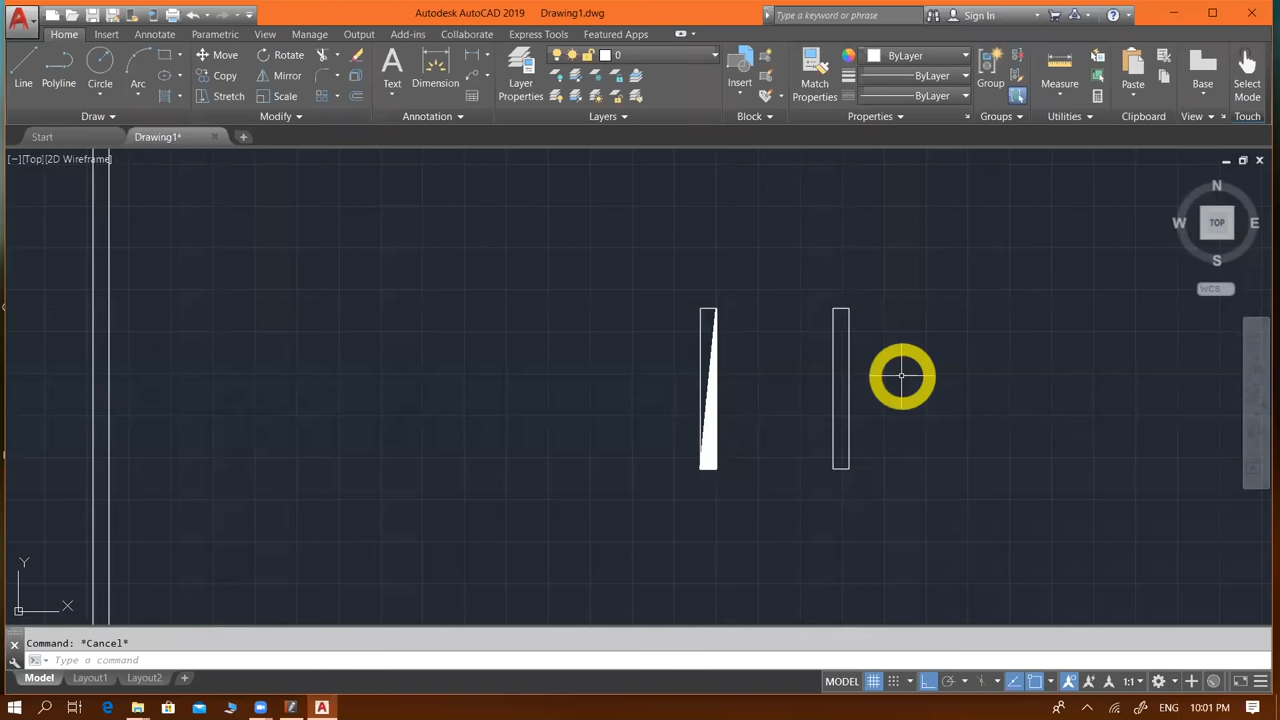 Autodesk AutoCAD 2019 Drawing1.dwg
Type a keyword or phrase
Sign In
Home Insert Annotate Parametric View Manage Output Add-ins Collaborate Express Tools Featured Apps
Line Polyline Circle Arc
Move Rotate
Copy Mirror
Stretch Scale
Text Dimension
Layer Properties
0
Insert
Match Properties
ByLayer
ByLayer
ByLayer
Group
Measure
Paste
Base
Select Mode
Draw Modify Annotation Layers Block Properties Groups Utilities Clipboard View Touch
Start Drawing1*
[−][Top][2D Wireframe]
N
W TOP E
S
WCS
Y
X
Command: *Cancel*
Type a command
Model Layout1 Layout2
MODEL 1:1
ENG 10:01 PM